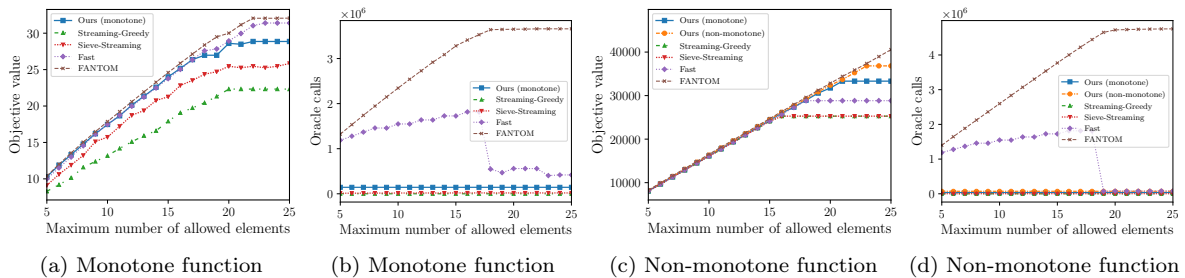 Objective value
30
25
20
15
10
5
10
15
20
25
Maximum number of allowed elements
Ours (monotone)
Streaming-Greedy
Sieve-Streaming
Fast
FANTOM
(a) Monotone function
×10⁶
Oracle calls
3
2
1
0
5
10
15
20
25
Maximum number of allowed elements
Ours (monotone)
Streaming-Greedy
Sieve-Streaming
Fast
FANTOM
(b) Monotone function
Objective value
40000
30000
20000
10000
5
10
15
20
25
Maximum number of allowed elements
Ours (monotone)
Ours (non-monotone)
Streaming-Greedy
Sieve-Streaming
Fast
FANTOM
(c) Non-monotone function
×10⁶
Oracle calls
4
3
2
1
0
5
10
15
20
25
Maximum number of allowed elements
Ours (monotone)
Ours (non-monotone)
Streaming-Greedy
Sieve-Streaming
Fast
FANTOM
(d) Non-monotone function